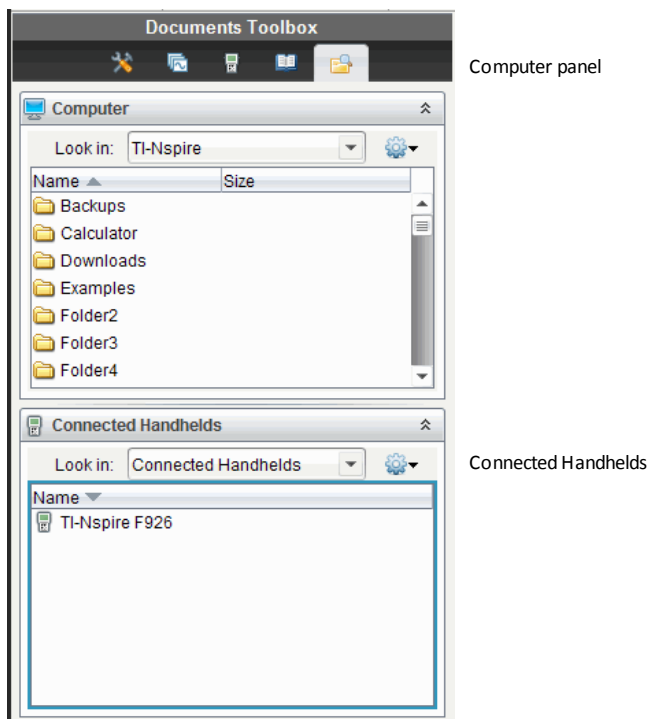 Documents Toolbox
Computer panel
Computer
Look in: TI-Nspire
Name Size
Backups
Calculator
Downloads
Examples
Folder2
Folder3
Folder4
Connected Handhelds
Look in: Connected Handhelds
Connected Handhelds
Name
TI-Nspire F926